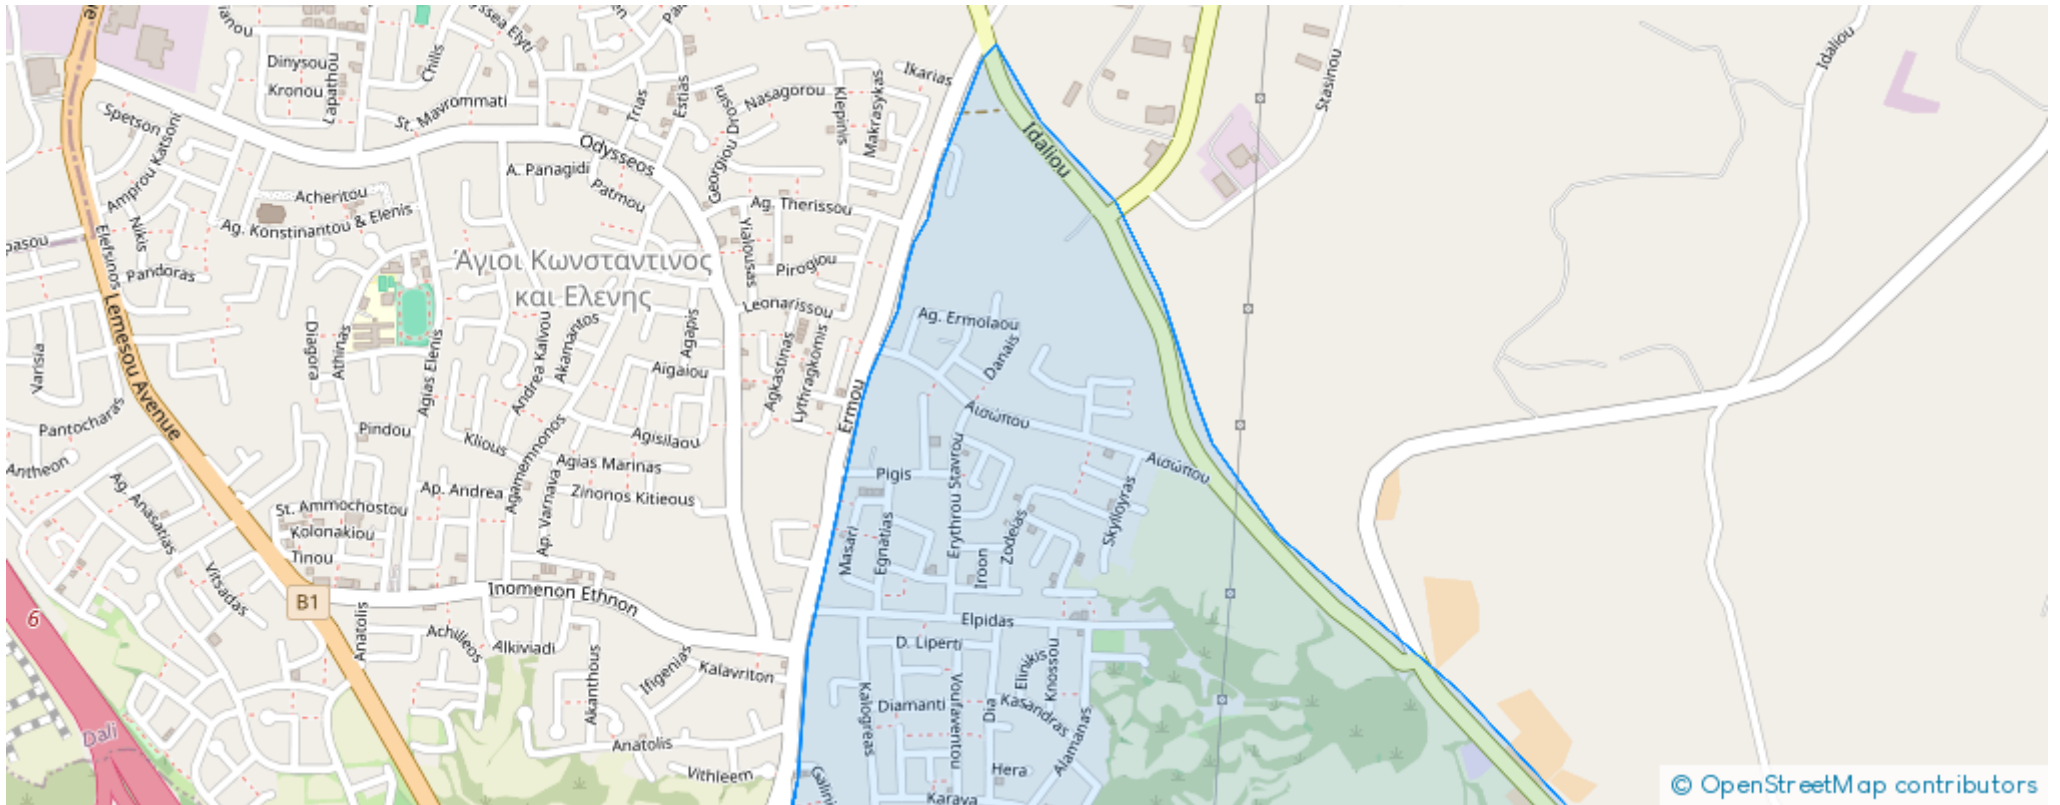 Dinysou
Kronou
Lapathou
Chilis
St. Mavrommati
Trias
Estias
Nasagorou
Klepinis
Makrasykas
Ikarias
Stasinou
Idaliou
Spetson
Amprou Katsoni
Odysseos
Georgiou Drosini
Idaliou
A. Panagidi
Patmou
Acheritou
Ag. Konstinantou & Elenis
Ag. Therissou
Nikis
Elefsinos
Pandoras
Yialousas
Pirogiou
Άγιοι Κωνσταντινος
και Ελενης
Leonarissou
Ag. Ermolaou
Danais
Lemesou Avenue
Diagora
Athinas
Agias Elenis
Andrea Kalvou
Akamantos
Agapis
Aigaiou
Agkastinas
Lythragkomis
Ermou
Varisia
Pantocharas
Pindou
Klious
Agamemnonos
Agisilaou
Αισώπου
Αισώπου
Antheon
Agias Marinas
Ap. Andrea
Ap. Varnava
Zinonos Kitieous
Pigis
Erythrou Stavrou
Skylloyras
Ag. Anasatias
St. Ammochostou
Kolonakiou
Tinou
Masari
Egnatias
Iroon
Zodeias
Vitsadas
B1
Inomenon Ethnon
Elpidas
6
Anatolis
Achilleos
Alkiviadi
D. Liperti
Akanthous
Ifigenias
Kalavriton
Elinikis
Knossou
Kalogreas
Diamanti
Voufaventou
Dia
Kasandras
Alamanas
Dali
Anatolis
Vithleem
Hera
Karava
© OpenStreetMap contributors